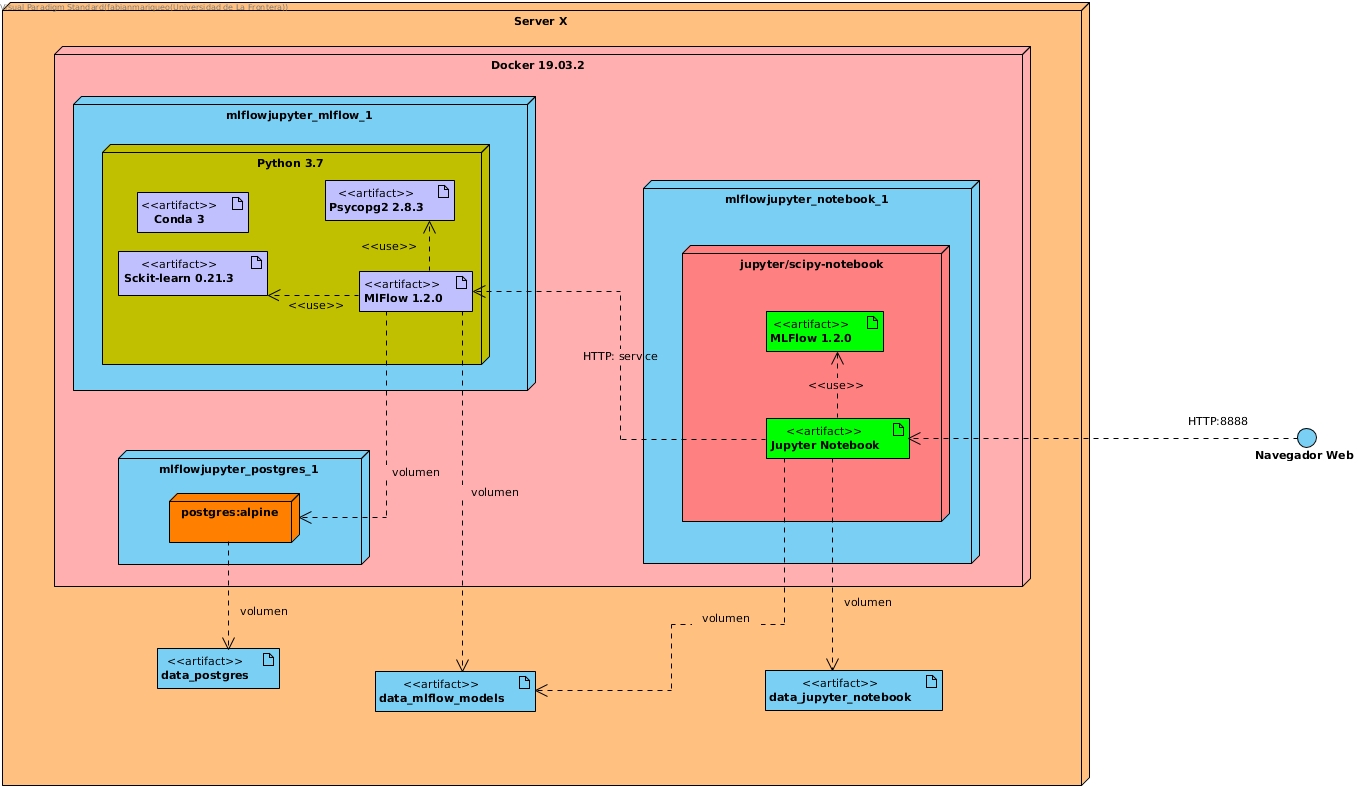 Visual Paradigm Standard(fabianmariqueo(Universidad de La Frontera))
Server X
Docker 19.03.2
mlflowjupyter_mlflow_1
Python 3.7
<<artifact>>
Conda 3
<<artifact>>
Psycopg2 2.8.3
<<use>>
<<artifact>>
Sckit-learn 0.21.3
<<artifact>>
MlFlow 1.2.0
<<use>>
mlflowjupyter_notebook_1
jupyter/scipy-notebook
<<artifact>>
MLFlow 1.2.0
HTTP: service
<<use>>
<<artifact>>
Jupyter Notebook
HTTP:8888
Navegador Web
mlflowjupyter_postgres_1
postgres:alpine
volumen
volumen
volumen
volumen
volumen
<<artifact>>
data_postgres
<<artifact>>
data_mlflow_models
<<artifact>>
data_jupyter_notebook